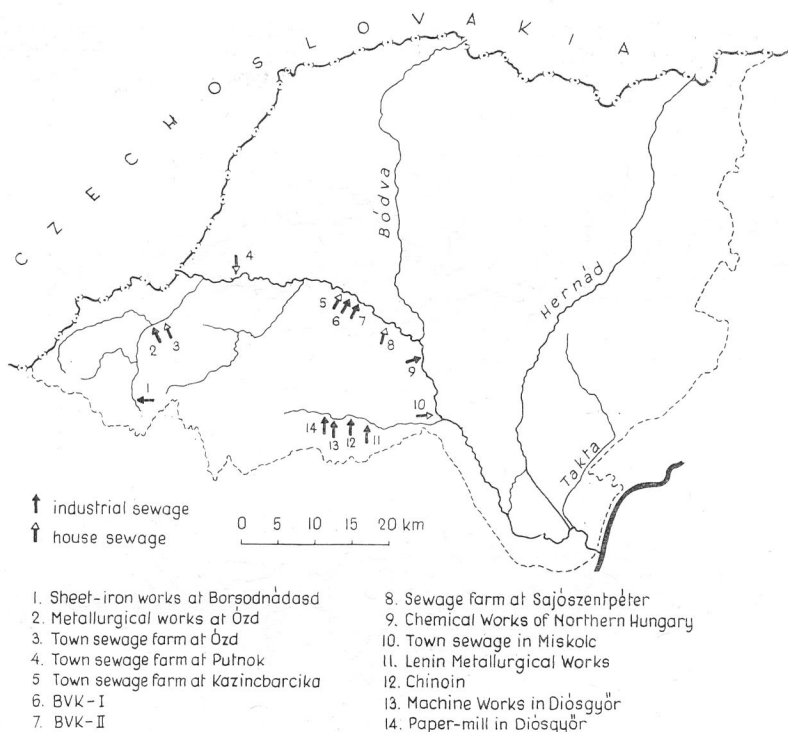 CZECHOSLOVAKIA
Bódva
Hernád
Takta
4
5
6
7
8
9
2
3
1
10
14
13
12
11
industrial sewage
house sewage
0 5 10 15 20 km
1. Sheet-iron works at Borsodnádasd
2. Metallurgical works at Ózd
3. Town sewage farm at Ózd
4. Town sewage farm at Putnok
5 Town sewage farm at Kazincbarcika
6. BVK-I
7. BVK-II
8. Sewage farm at Sajószentpéter
9. Chemical Works of Northern Hungary
10. Town sewage in Miskolc
11. Lenin Metallurgical Works
12. Chinoin
13. Machine Works in Diósgyőr
14. Paper-mill in Diósgyőr